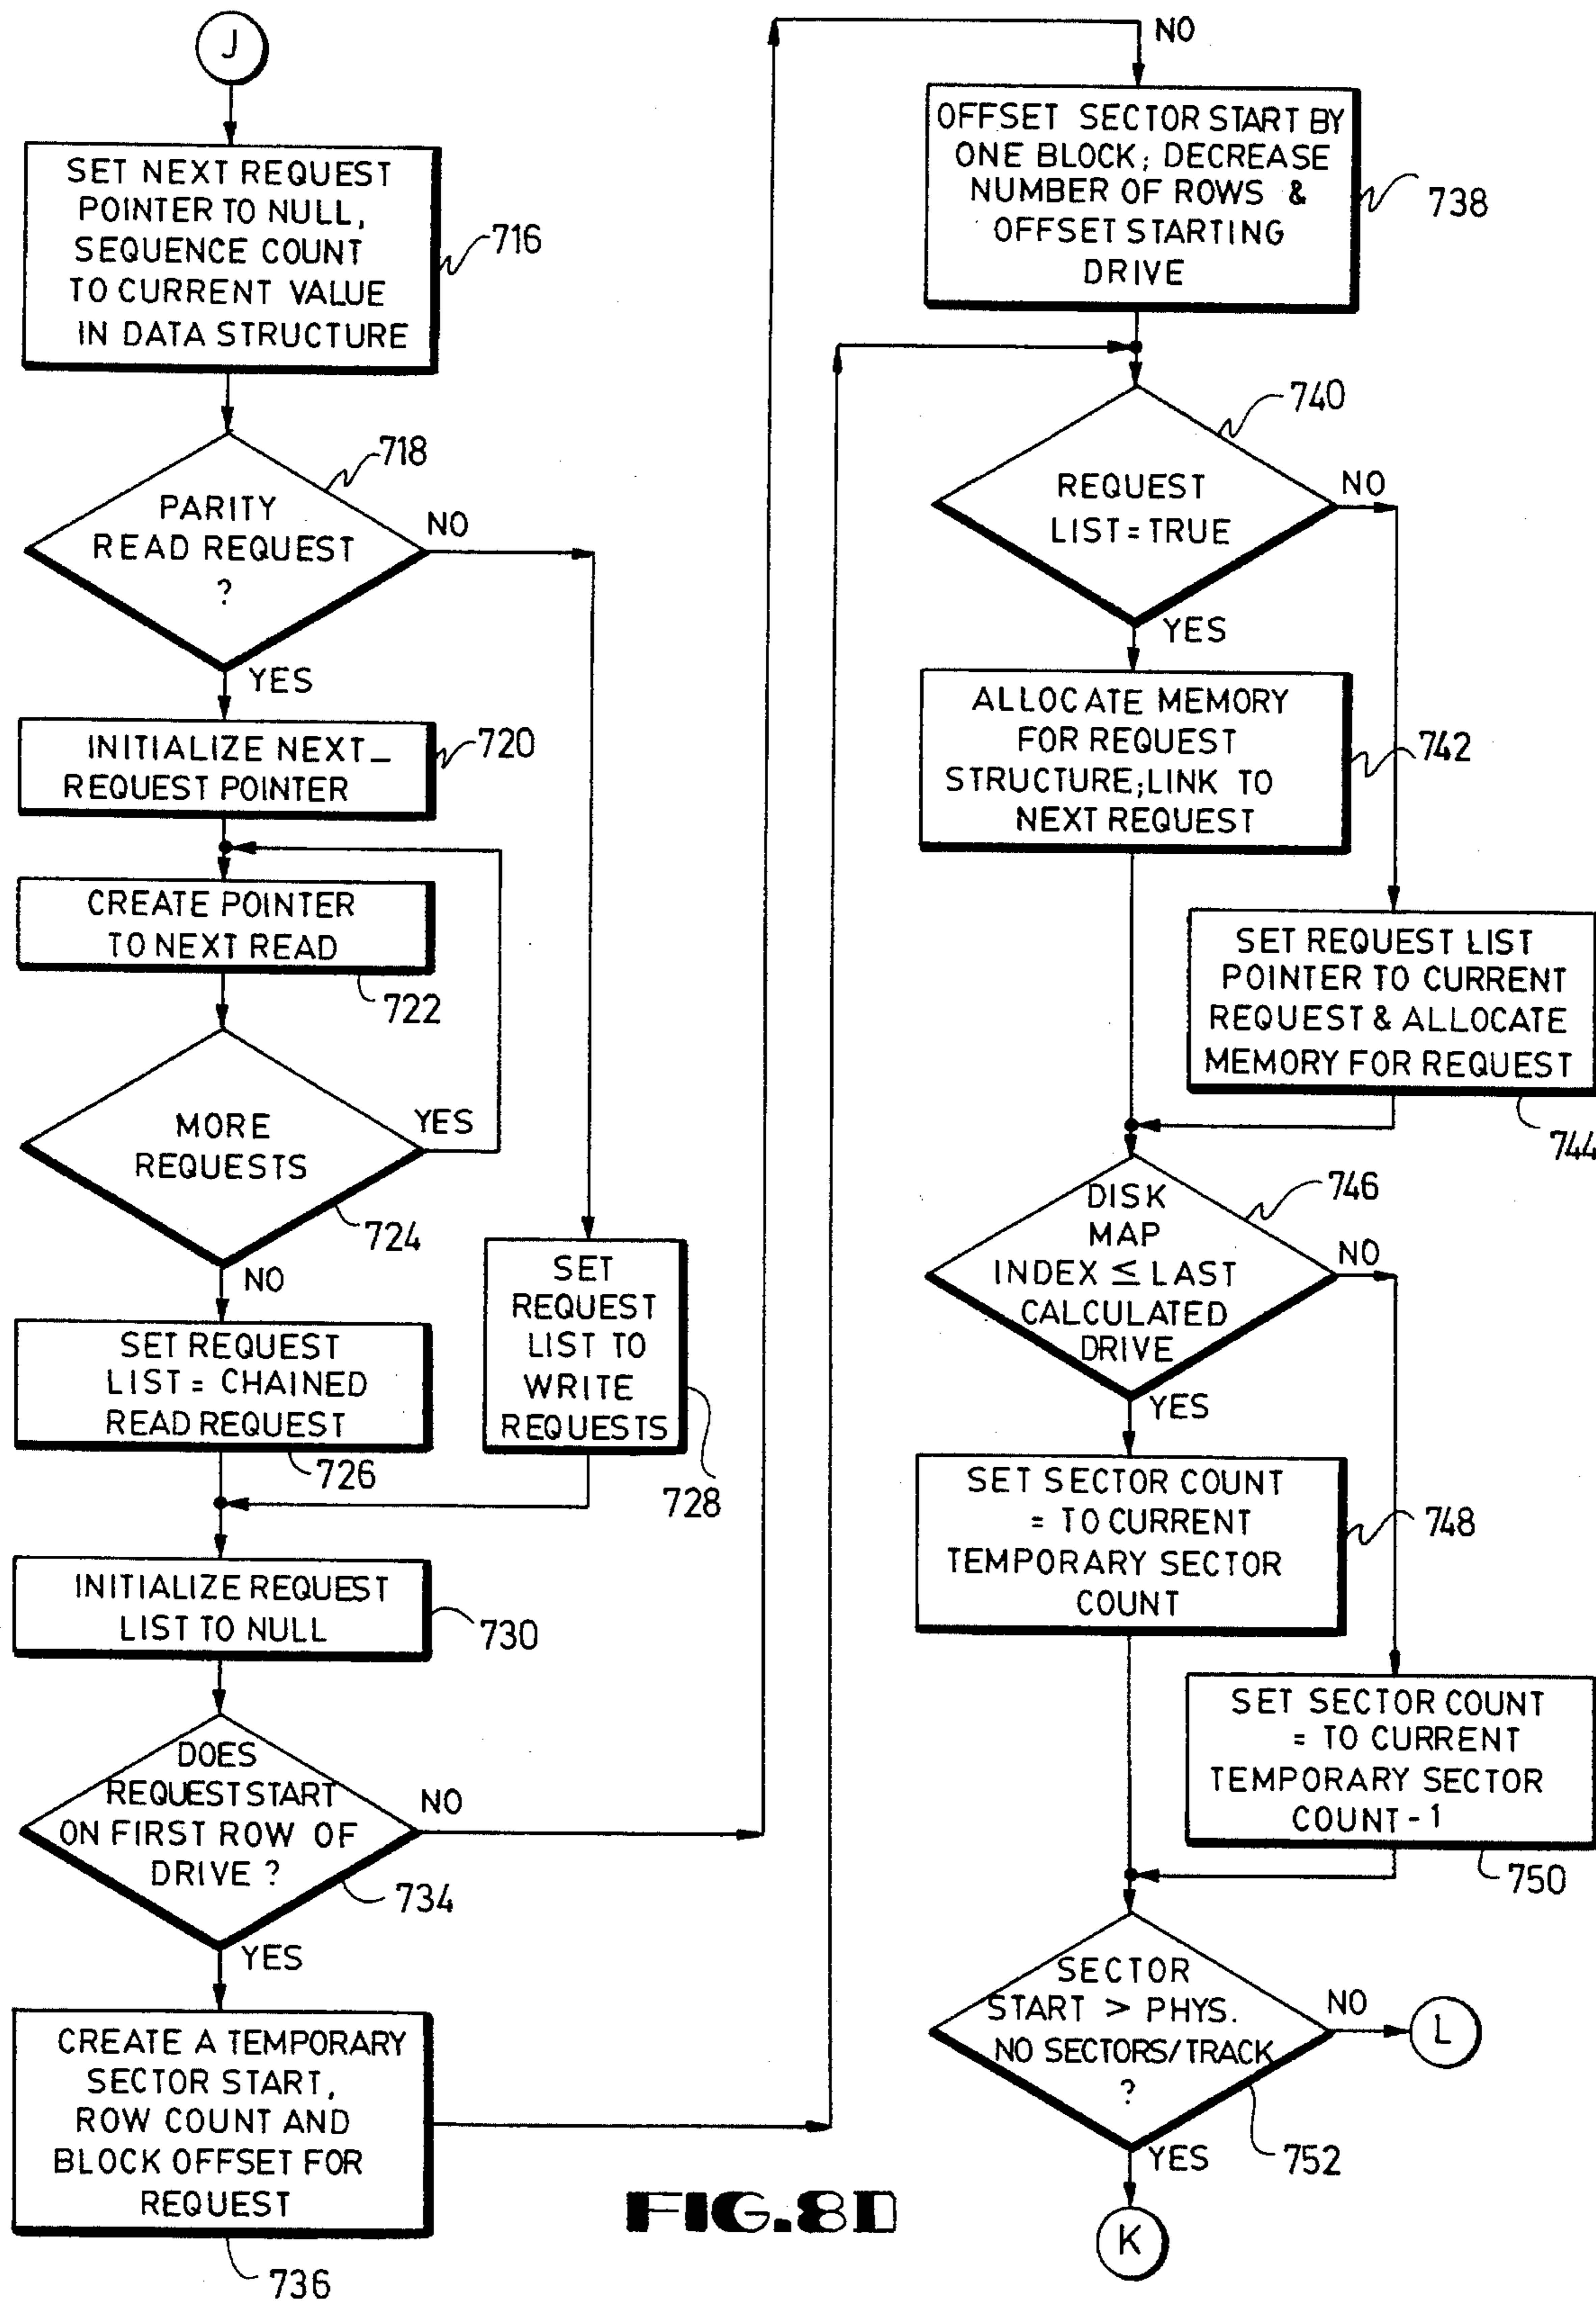 J
SET NEXT REQUEST
POINTER TO NULL,
SEQUENCE COUNT
TO CURRENT VALUE
IN DATA STRUCTURE
716
PARITY
READ REQUEST
?
718
NO
YES
INITIALIZE NEXT_
REQUEST POINTER
720
CREATE POINTER
TO NEXT READ
722
MORE
REQUESTS
YES
724
NO
SET REQUEST
LIST = CHAINED
READ REQUEST
726
SET
REQUEST
LIST TO
WRITE
REQUESTS
728
INITIALIZE REQUEST
LIST TO NULL
730
DOES
REQUEST START
ON FIRST ROW OF
DRIVE ?
NO
734
YES
CREATE A TEMPORARY
SECTOR START,
ROW COUNT AND
BLOCK OFFSET FOR
REQUEST
736
NO
OFFSET SECTOR START BY
ONE BLOCK; DECREASE
NUMBER OF ROWS &
OFFSET STARTING
DRIVE
738
740
REQUEST
LIST = TRUE
NO
YES
ALLOCATE MEMORY
FOR REQUEST
STRUCTURE; LINK TO
NEXT REQUEST
742
SET REQUEST LIST
POINTER TO CURRENT
REQUEST & ALLOCATE
MEMORY FOR REQUEST
744
DISK
MAP
INDEX ≤ LAST
CALCULATED
DRIVE
746
NO
YES
SET SECTOR COUNT
= TO CURRENT
TEMPORARY SECTOR
COUNT
748
SET SECTOR COUNT
= TO CURRENT
TEMPORARY SECTOR
COUNT - 1
750
SECTOR
START > PHYS.
NO SECTORS/TRACK
?
NO
L
752
YES
K
FIG.8D